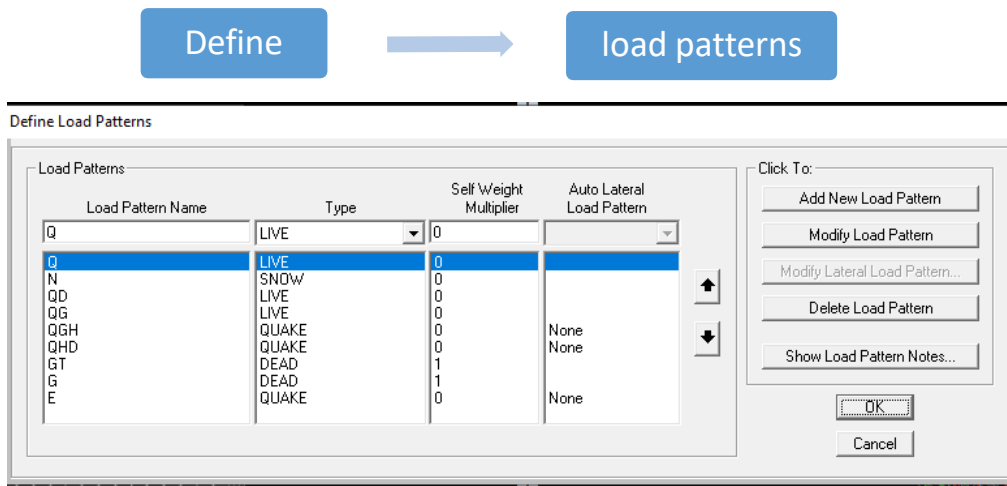 Define
load patterns
Define Load Patterns
Load Patterns
Load Pattern Name Type Self Weight Multiplier Auto Lateral Load Pattern
Q LIVE 0
Q LIVE 0
N SNOW 0
QD LIVE 0
QG LIVE 0
QGH QUAKE 0 None
QHD QUAKE 0 None
GT DEAD 1
G DEAD 1
E QUAKE 0 None
Click To:
Add New Load Pattern
Modify Load Pattern
Modify Lateral Load Pattern...
Delete Load Pattern
Show Load Pattern Notes...
OK
Cancel